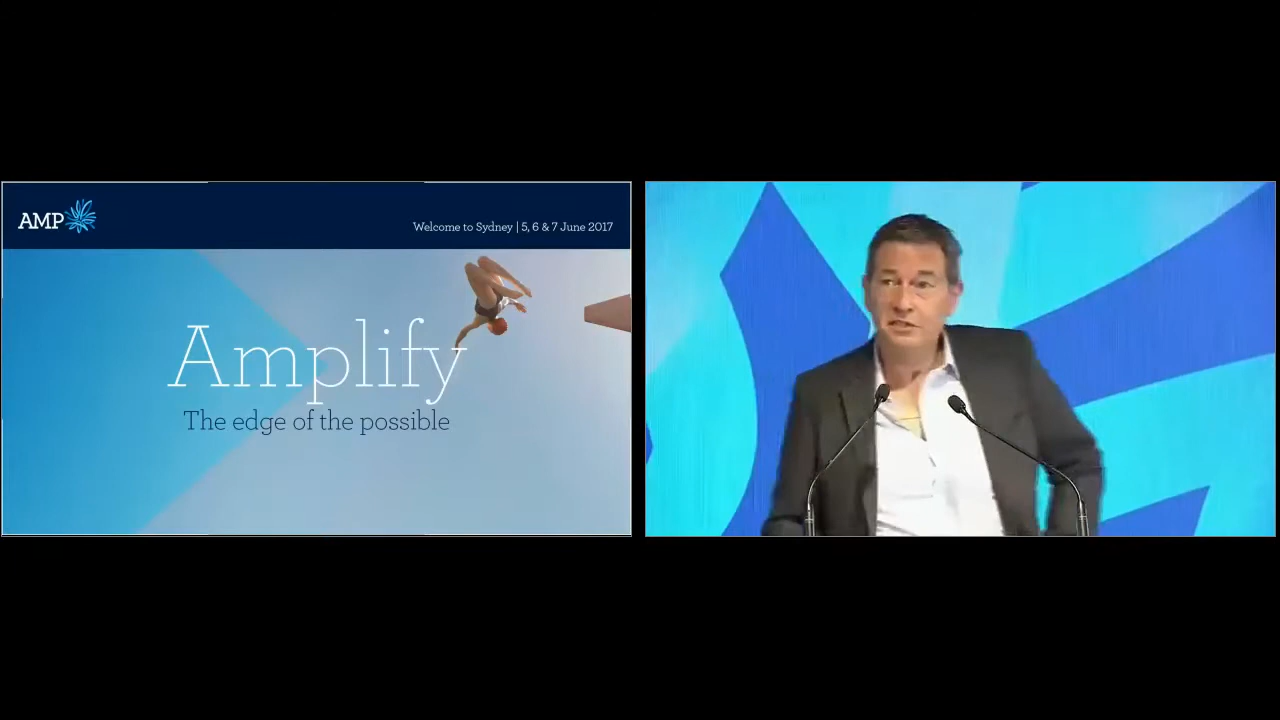 AMP
Welcome to Sydney | 5, 6 & 7 June 2017
Amplify
The edge of the possible